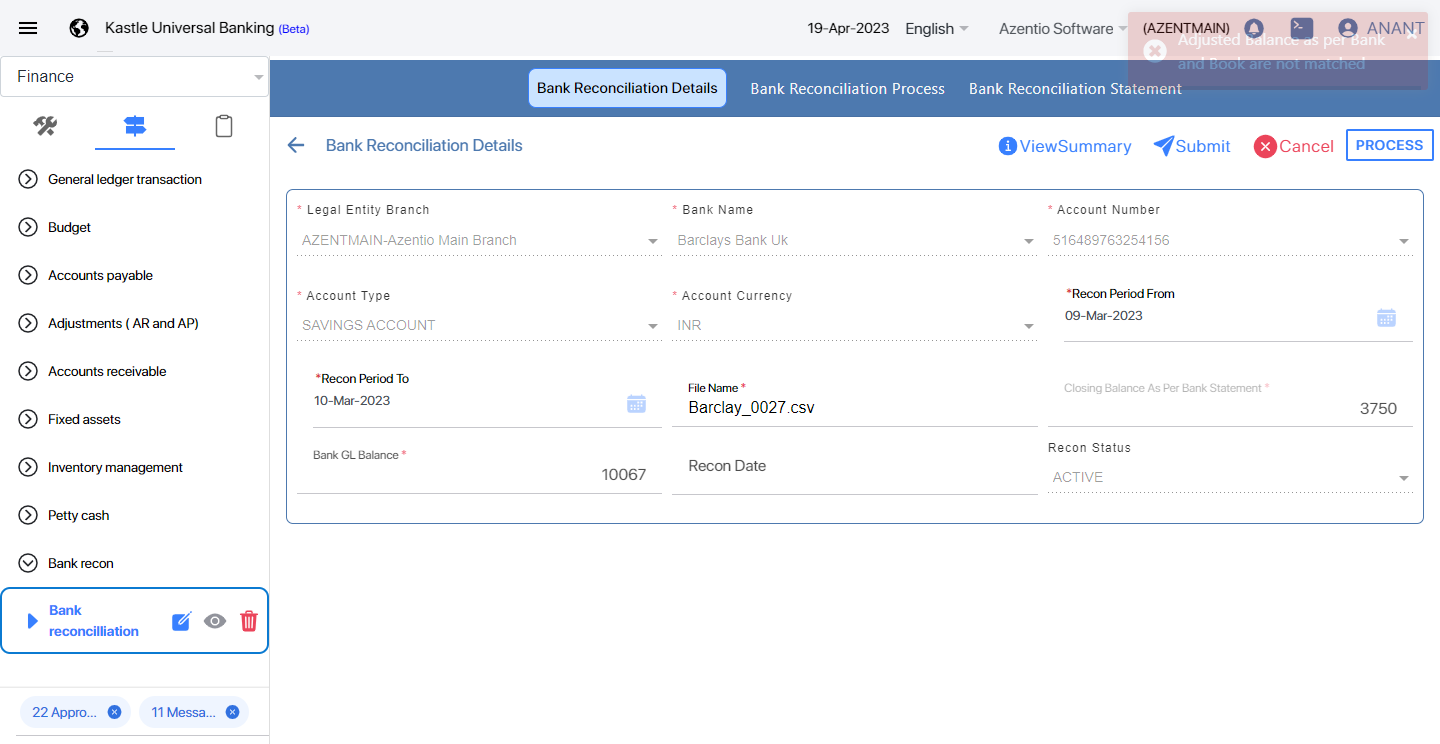 Kastle Universal Banking (Beta)
19-Apr-2023
English
Azentio Software
(AZENTMAIN)
ANANT
Adjusted Balance as per Bank
and Book are not matched
Finance
Bank Reconciliation Details
Bank Reconciliation Process
Bank Reconciliation Statement
Bank Reconciliation Details
ViewSummary
Submit
Cancel
PROCESS
General ledger transaction
Budget
Accounts payable
Adjustments ( AR and AP)
Accounts receivable
Fixed assets
Inventory management
Petty cash
Bank recon
Bank
reconcilliation
22 Appro...
11 Messa...
* Legal Entity Branch
AZENTMAIN-Azentio Main Branch
* Bank Name
Barclays Bank Uk
* Account Number
516489763254156
* Account Type
SAVINGS ACCOUNT
* Account Currency
INR
*Recon Period From
09-Mar-2023
*Recon Period To
10-Mar-2023
File Name *
Barclay_0027.csv
Closing Balance As Per Bank Statement *
3750
Bank GL Balance *
10067
Recon Date
Recon Status
ACTIVE